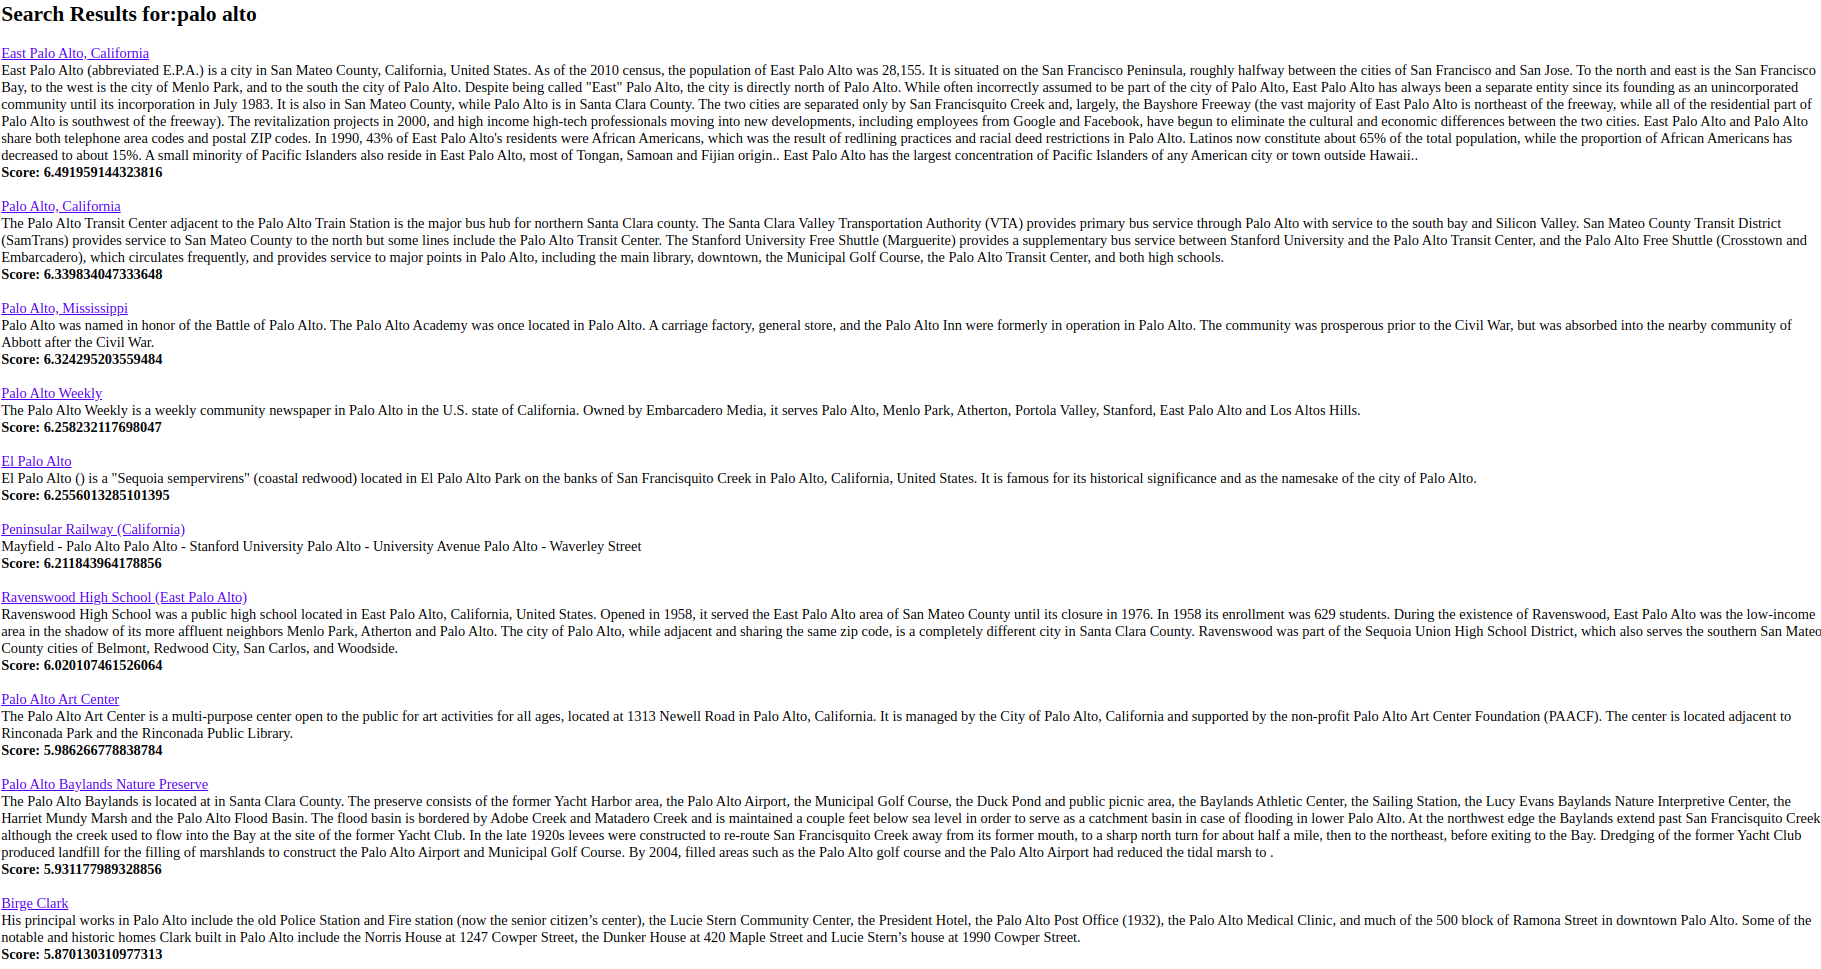 Search Results for:palo alto
East Palo Alto, California
East Palo Alto (abbreviated E.P.A.) is a city in San Mateo County, California, United States. As of the 2010 census, the population of East Palo Alto was 28,155. It is situated on the San Francisco Peninsula, roughly halfway between the cities of San Francisco and San Jose. To the north and east is the San Francisco
Bay, to the west is the city of Menlo Park, and to the south the city of Palo Alto. Despite being called "East" Palo Alto, the city is directly north of Palo Alto. While often incorrectly assumed to be part of the city of Palo Alto, East Palo Alto has always been a separate entity since its founding as an unincorporated
community until its incorporation in July 1983. It is also in San Mateo County, while Palo Alto is in Santa Clara County. The two cities are separated only by San Francisquito Creek and, largely, the Bayshore Freeway (the vast majority of East Palo Alto is northeast of the freeway, while all of the residential part of
Palo Alto is southwest of the freeway). The revitalization projects in 2000, and high income high-tech professionals moving into new developments, including employees from Google and Facebook, have begun to eliminate the cultural and economic differences between the two cities. East Palo Alto and Palo Alto
share both telephone area codes and postal ZIP codes. In 1990, 43% of East Palo Alto's residents were African Americans, which was the result of redlining practices and racial deed restrictions in Palo Alto. Latinos now constitute about 65% of the total population, while the proportion of African Americans has
decreased to about 15%. A small minority of Pacific Islanders also reside in East Palo Alto, most of Tongan, Samoan and Fijian origin.. East Palo Alto has the largest concentration of Pacific Islanders of any American city or town outside Hawaii..
Score: 6.491959144323816
Palo Alto, California
The Palo Alto Transit Center adjacent to the Palo Alto Train Station is the major bus hub for northern Santa Clara county. The Santa Clara Valley Transportation Authority (VTA) provides primary bus service through Palo Alto with service to the south bay and Silicon Valley. San Mateo County Transit District
(SamTrans) provides service to San Mateo County to the north but some lines include the Palo Alto Transit Center. The Stanford University Free Shuttle (Marguerite) provides a supplementary bus service between Stanford University and the Palo Alto Transit Center, and the Palo Alto Free Shuttle (Crosstown and
Embarcadero), which circulates frequently, and provides service to major points in Palo Alto, including the main library, downtown, the Municipal Golf Course, the Palo Alto Transit Center, and both high schools.
Score: 6.339834047333648
Palo Alto, Mississippi
Palo Alto was named in honor of the Battle of Palo Alto. The Palo Alto Academy was once located in Palo Alto. A carriage factory, general store, and the Palo Alto Inn were formerly in operation in Palo Alto. The community was prosperous prior to the Civil War, but was absorbed into the nearby community of
Abbott after the Civil War.
Score: 6.324295203559484
Palo Alto Weekly
The Palo Alto Weekly is a weekly community newspaper in Palo Alto in the U.S. state of California. Owned by Embarcadero Media, it serves Palo Alto, Menlo Park, Atherton, Portola Valley, Stanford, East Palo Alto and Los Altos Hills.
Score: 6.258232117698047
El Palo Alto
El Palo Alto () is a "Sequoia sempervirens" (coastal redwood) located in El Palo Alto Park on the banks of San Francisquito Creek in Palo Alto, California, United States. It is famous for its historical significance and as the namesake of the city of Palo Alto.
Score: 6.2556013285101395
Peninsular Railway (California)
Mayfield - Palo Alto Palo Alto - Stanford University Palo Alto - University Avenue Palo Alto - Waverley Street
Score: 6.211843964178856
Ravenswood High School (East Palo Alto)
Ravenswood High School was a public high school located in East Palo Alto, California, United States. Opened in 1958, it served the East Palo Alto area of San Mateo County until its closure in 1976. In 1958 its enrollment was 629 students. During the existence of Ravenswood, East Palo Alto was the low-income
area in the shadow of its more affluent neighbors Menlo Park, Atherton and Palo Alto. The city of Palo Alto, while adjacent and sharing the same zip code, is a completely different city in Santa Clara County. Ravenswood was part of the Sequoia Union High School District, which also serves the southern San Mateo
County cities of Belmont, Redwood City, San Carlos, and Woodside.
Score: 6.020107461526064
Palo Alto Art Center
The Palo Alto Art Center is a multi-purpose center open to the public for art activities for all ages, located at 1313 Newell Road in Palo Alto, California. It is managed by the City of Palo Alto, California and supported by the non-profit Palo Alto Art Center Foundation (PAACF). The center is located adjacent to
Rinconada Park and the Rinconada Public Library.
Score: 5.986266778838784
Palo Alto Baylands Nature Preserve
The Palo Alto Baylands is located at in Santa Clara County. The preserve consists of the former Yacht Harbor area, the Palo Alto Airport, the Municipal Golf Course, the Duck Pond and public picnic area, the Baylands Athletic Center, the Sailing Station, the Lucy Evans Baylands Nature Interpretive Center, the
Harriet Mundy Marsh and the Palo Alto Flood Basin. The flood basin is bordered by Adobe Creek and Matadero Creek and is maintained a couple feet below sea level in order to serve as a catchment basin in case of flooding in lower Palo Alto. At the northwest edge the Baylands extend past San Francisquito Creek
although the creek used to flow into the Bay at the site of the former Yacht Club. In the late 1920s levees were constructed to re-route San Francisquito Creek away from its former mouth, to a sharp north turn for about half a mile, then to the northeast, before exiting to the Bay. Dredging of the former Yacht Club
produced landfill for the filling of marshlands to construct the Palo Alto Airport and Municipal Golf Course. By 2004, filled areas such as the Palo Alto golf course and the Palo Alto Airport had reduced the tidal marsh to .
Score: 5.931177989328856
Birge Clark
His principal works in Palo Alto include the old Police Station and Fire station (now the senior citizen’s center), the Lucie Stern Community Center, the President Hotel, the Palo Alto Post Office (1932), the Palo Alto Medical Clinic, and much of the 500 block of Ramona Street in downtown Palo Alto. Some of the
notable and historic homes Clark built in Palo Alto include the Norris House at 1247 Cowper Street, the Dunker House at 420 Maple Street and Lucie Stern’s house at 1990 Cowper Street.
Score: 5.870130310977313